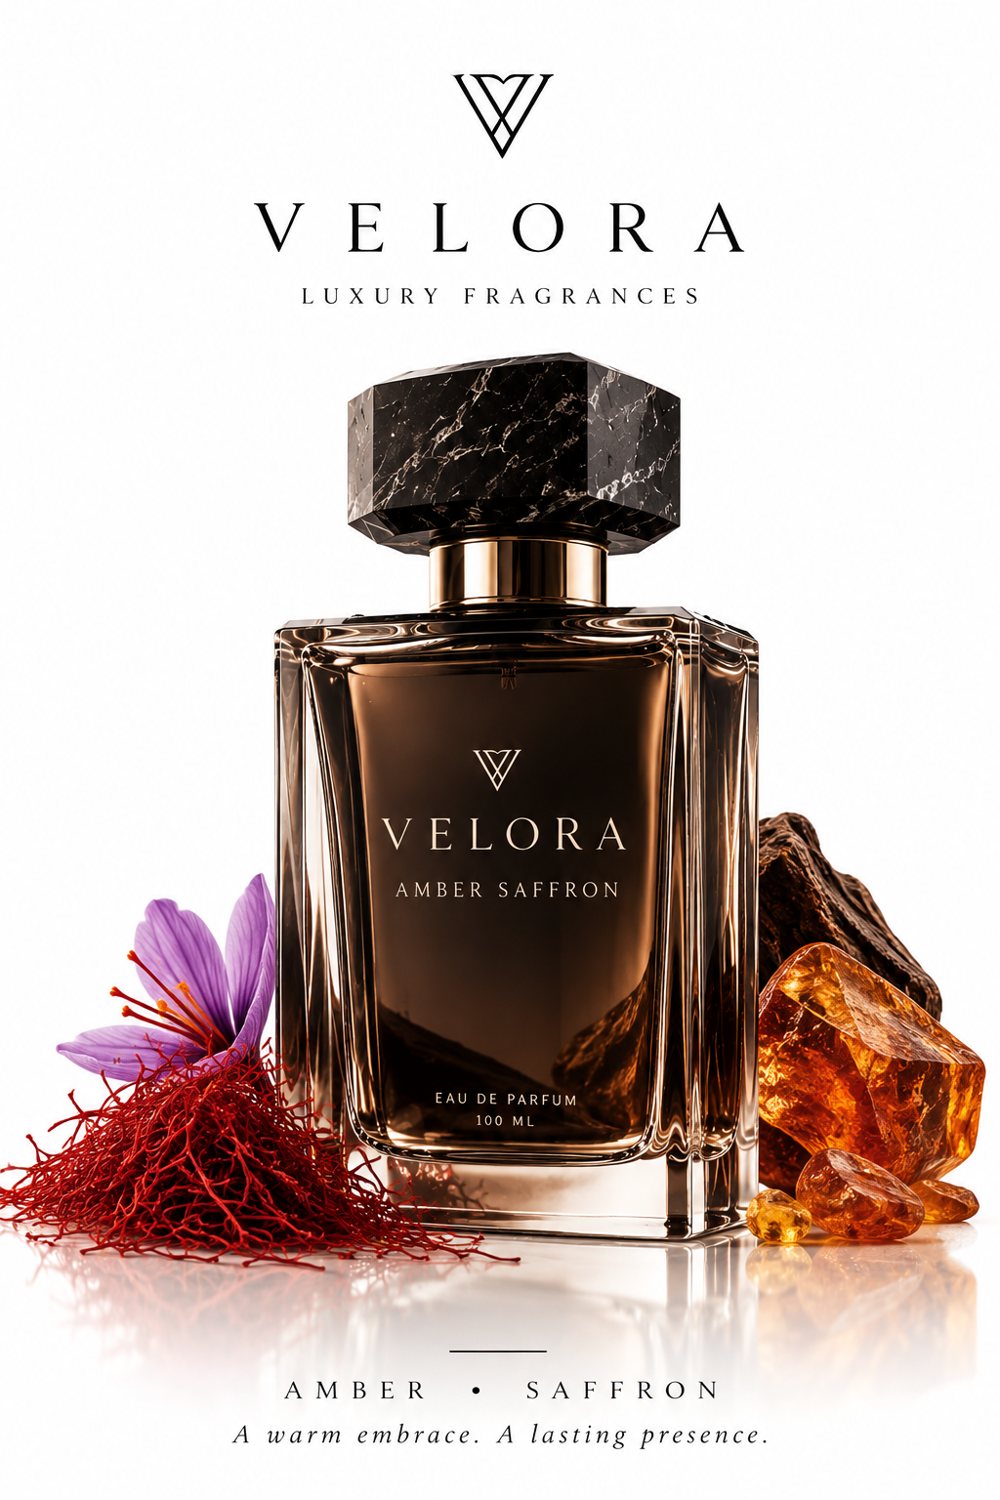 VELORA
LUXURY FRAGRANCES
VELORA
AMBER SAFFRON
EAU DE PARFUM
100 ML
AMBER • SAFFRON
A warm embrace. A lasting presence.